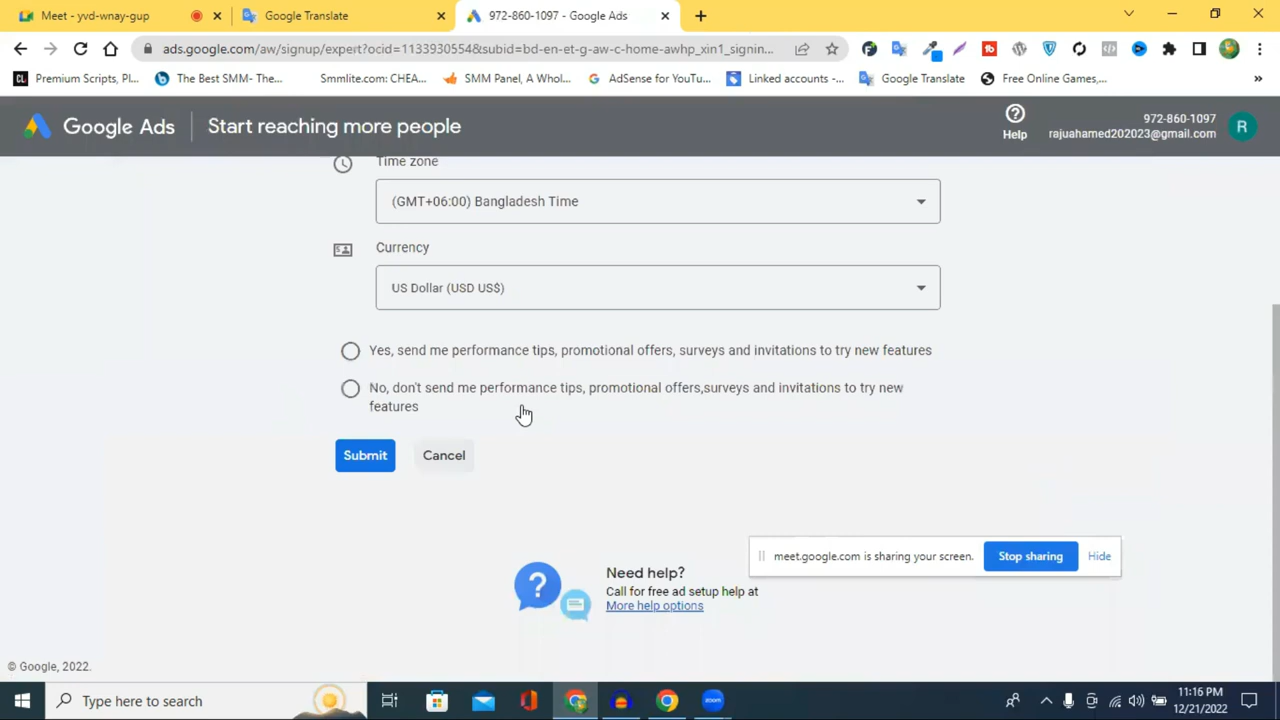 Meet - yvd-wnay-gup
Google Translate
972-860-1097 - Google Ads
ads.google.com/aw/signup/expert?ocid=1133930554&subid=bd-en-et-g-aw-c-home-awhp_xin1_signin...
CL Premium Scripts, Pl...
The Best SMM- The...
Smmlite.com: CHEA...
SMM Panel, A Whol...
AdSense for YouTu...
Linked accounts -...
Google Translate
Free Online Games,...
Google Ads
Start reaching more people
Help
972-860-1097
rajuahamed202023@gmail.com
R
Time zone
(GMT+06:00) Bangladesh Time
Currency
US Dollar (USD US$)
Yes, send me performance tips, promotional offers, surveys and invitations to try new features
No, don't send me performance tips, promotional offers,surveys and invitations to try new
features
Submit
Cancel
meet.google.com is sharing your screen.
Stop sharing
Hide
Need help?
Call for free ad setup help at
More help options
© Google, 2022.
Type here to search
zoom
11:16 PM
12/21/2022